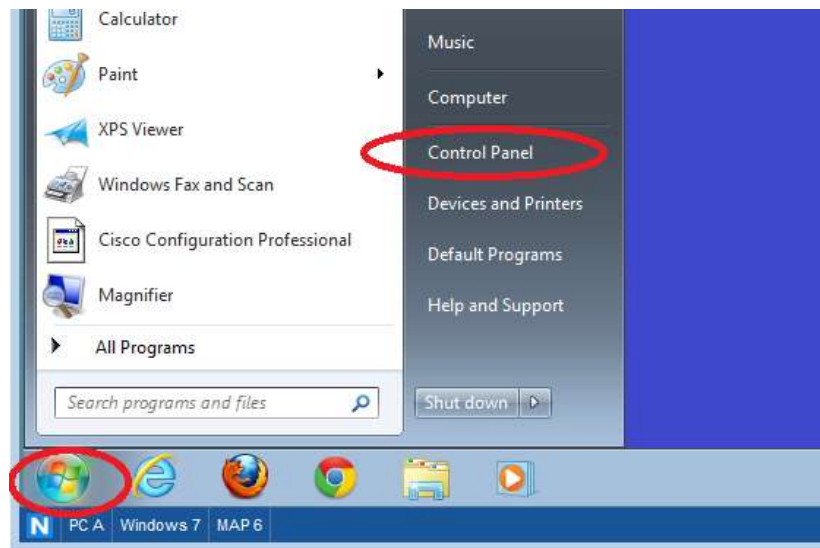 Calculator
Paint
XPS Viewer
Windows Fax and Scan
Cisco Configuration Professional
Magnifier
All Programs
Search programs and files
Music
Computer
Control Panel
Devices and Printers
Default Programs
Help and Support
Shut down
N PC A Windows 7 MAP 6